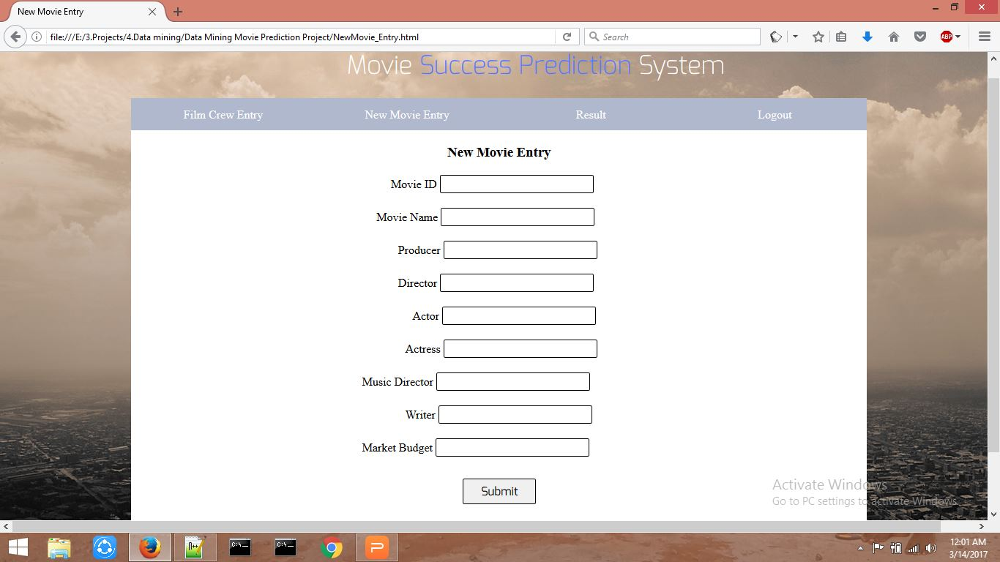 New Movie Entry
file:///E:/3.Projects/4.Data mining/Data Mining Movie Prediction Project/NewMovie_Entry.html
Search
ABP
Movie Success Prediction System
Film Crew Entry New Movie Entry Result Logout
New Movie Entry
Movie ID
Movie Name
Producer
Director
Actor
Actress
Music Director
Writer
Market Budget
Submit
Activate Windows
Go to PC settings to activate Windows.
12:01 AM
3/14/2017